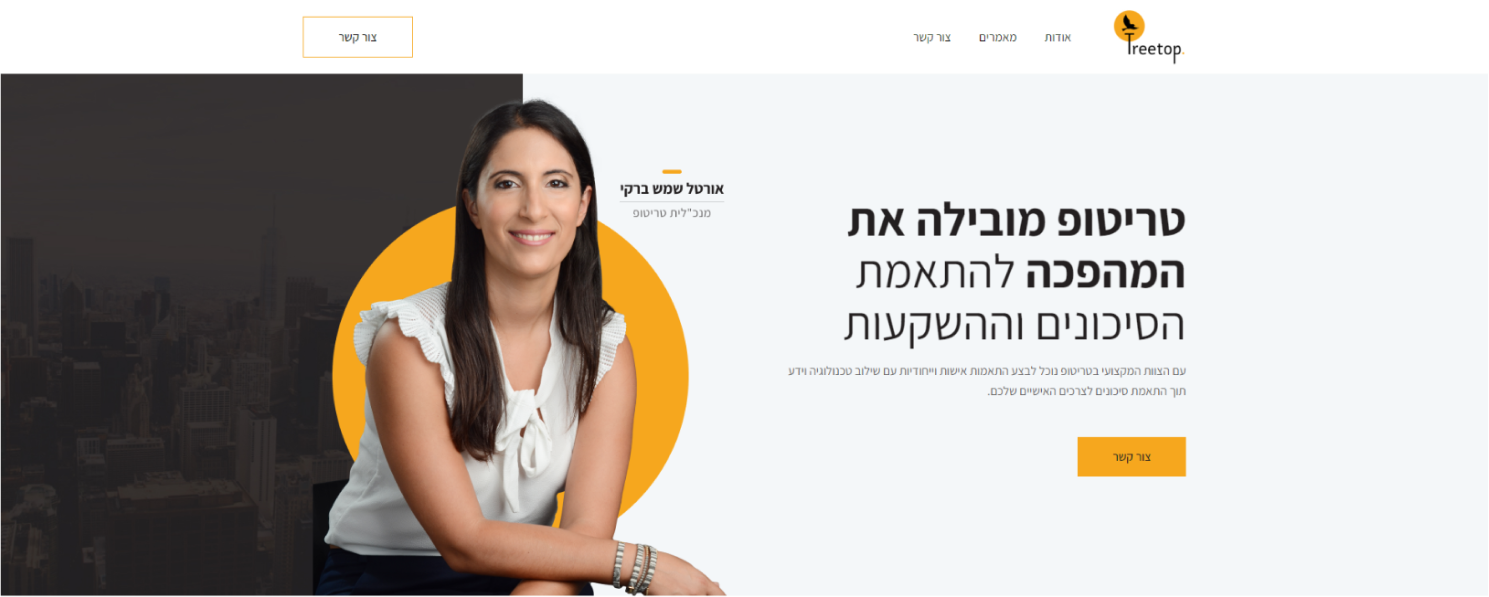 Treetop.
אודות
מאמרים
צור קשר
צור קשר
טריטופ מובילה את
המהפכה להתאמת
הסיכונים וההשקעות
עם הצוות המקצועי בטריטופ נוכל לבצע התאמות אישות וייחודיות עם שילוב טכנולוגיה וידע
תוך התאמת סיכונים לצרכים האישיים שלכם.
צור קשר
אורטל שמש ברקי
מנכ"לית טריטופ